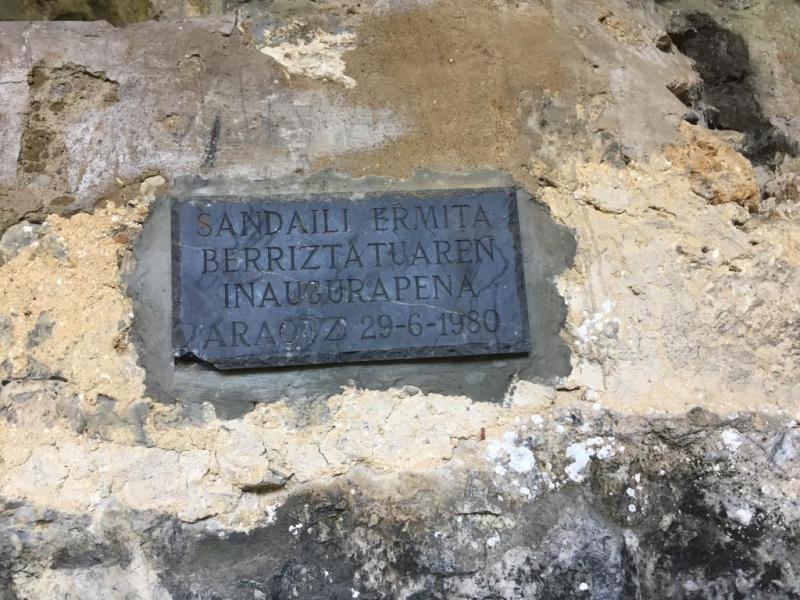 SANDAILI ERMITA
BERRIZTATUAREN
INAUGURAPENA
ARAOTZ 29-6-1980